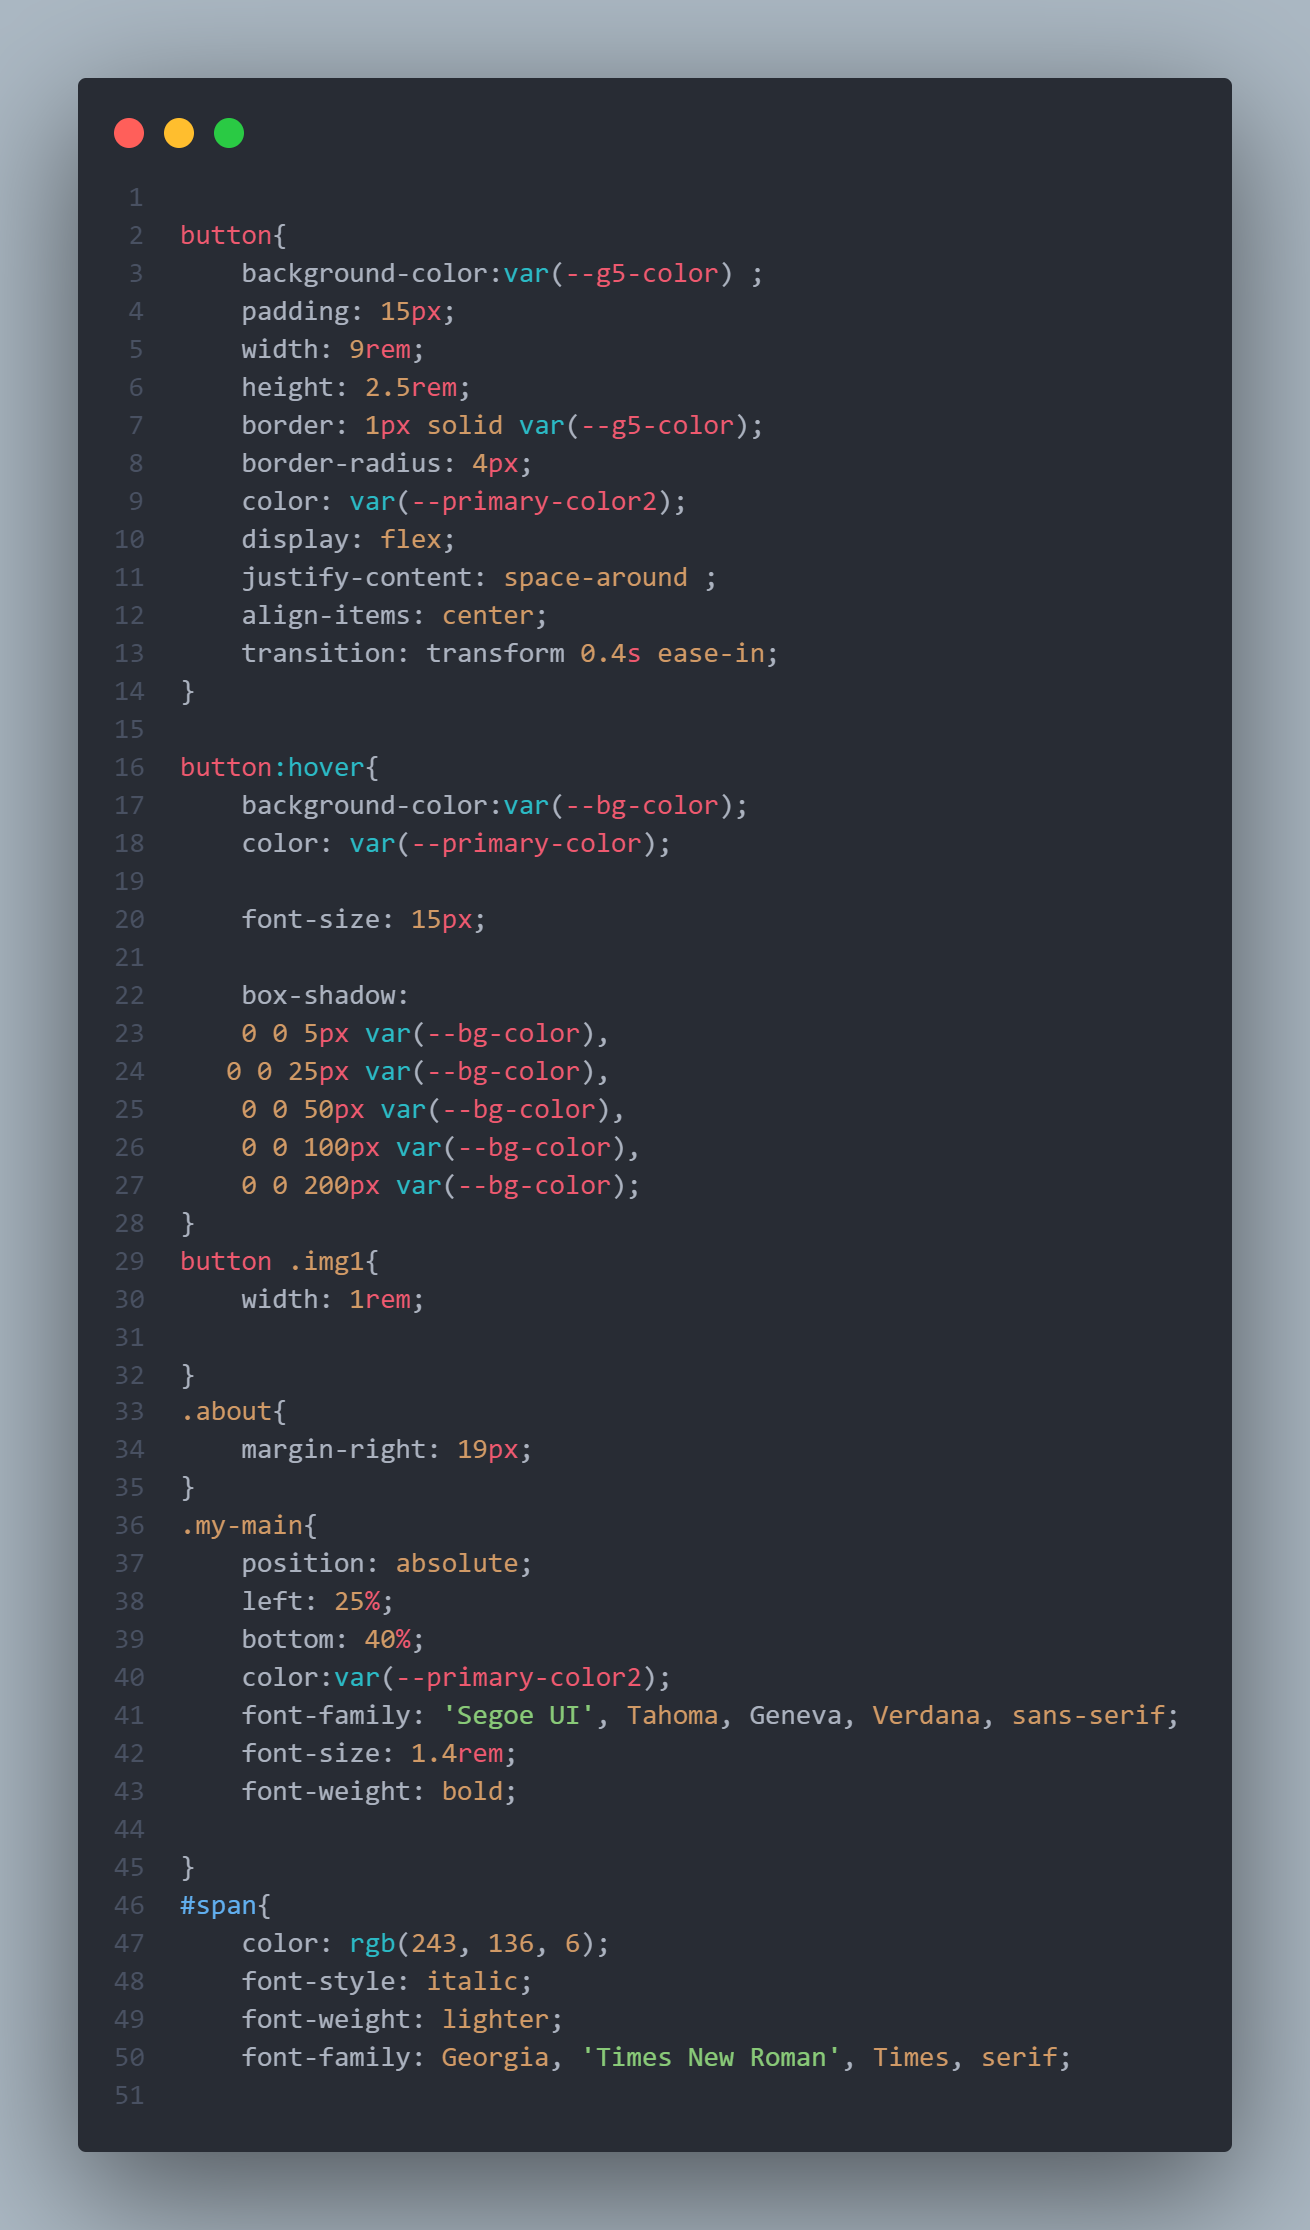 1
2 button{
3     background-color:var(--g5-color) ;
4     padding: 15px;
5     width: 9rem;
6     height: 2.5rem;
7     border: 1px solid var(--g5-color);
8     border-radius: 4px;
9     color: var(--primary-color2);
10     display: flex;
11     justify-content: space-around ;
12     align-items: center;
13     transition: transform 0.4s ease-in;
14 }
15
16 button:hover{
17     background-color:var(--bg-color);
18     color: var(--primary-color);
19
20     font-size: 15px;
21
22     box-shadow:
23     0 0 5px var(--bg-color),
24    0 0 25px var(--bg-color),
25     0 0 50px var(--bg-color),
26     0 0 100px var(--bg-color),
27     0 0 200px var(--bg-color);
28 }
29 button .img1{
30     width: 1rem;
31
32 }
33 .about{
34     margin-right: 19px;
35 }
36 .my-main{
37     position: absolute;
38     left: 25%;
39     bottom: 40%;
40     color:var(--primary-color2);
41     font-family: 'Segoe UI', Tahoma, Geneva, Verdana, sans-serif;
42     font-size: 1.4rem;
43     font-weight: bold;
44
45 }
46 #span{
47     color: rgb(243, 136, 6);
48     font-style: italic;
49     font-weight: lighter;
50     font-family: Georgia, 'Times New Roman', Times, serif;
51